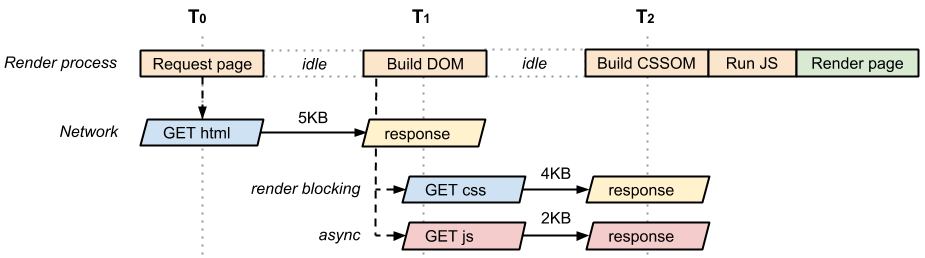 T0 T1 T2
Render process Request page idle Build DOM idle Build CSSOM Run JS Render page
Network GET html 5KB response
render blocking GET css 4KB response
async GET js 2KB response